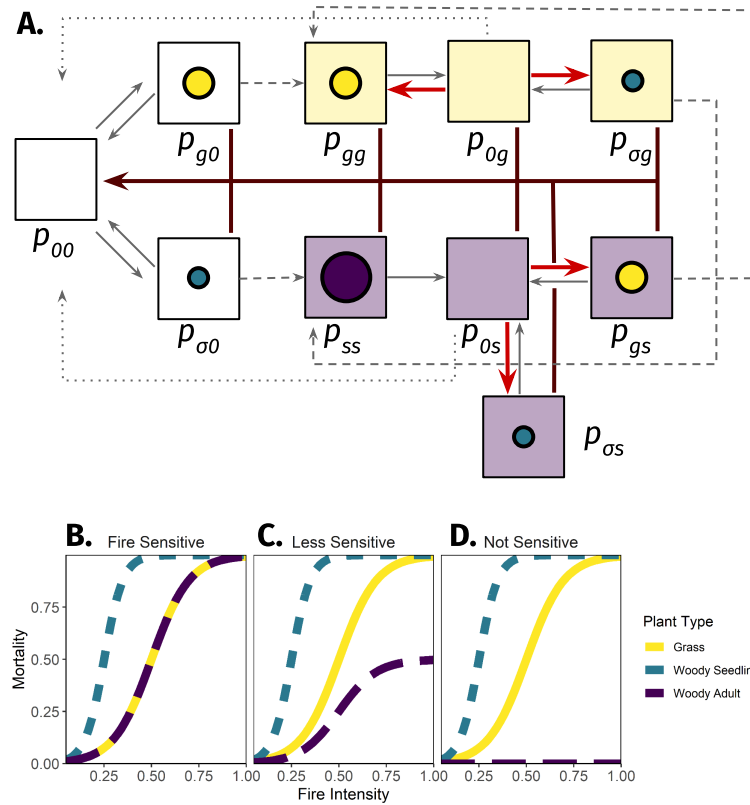 A.
p_g0 p_gg p_0g p_σg
p_00
p_σ0 p_ss p_0s p_gs
p_σs
B. Fire Sensitive
C. Less Sensitive
D. Not Sensitive
Mortality
0.75
0.50
0.25
0.00
0.25 0.50 0.75 1.00 0.25 0.50 0.75 1.00 0.25 0.50 0.75 1.00
Fire Intensity
Plant Type
Grass
Woody Seedlin
Woody Adult